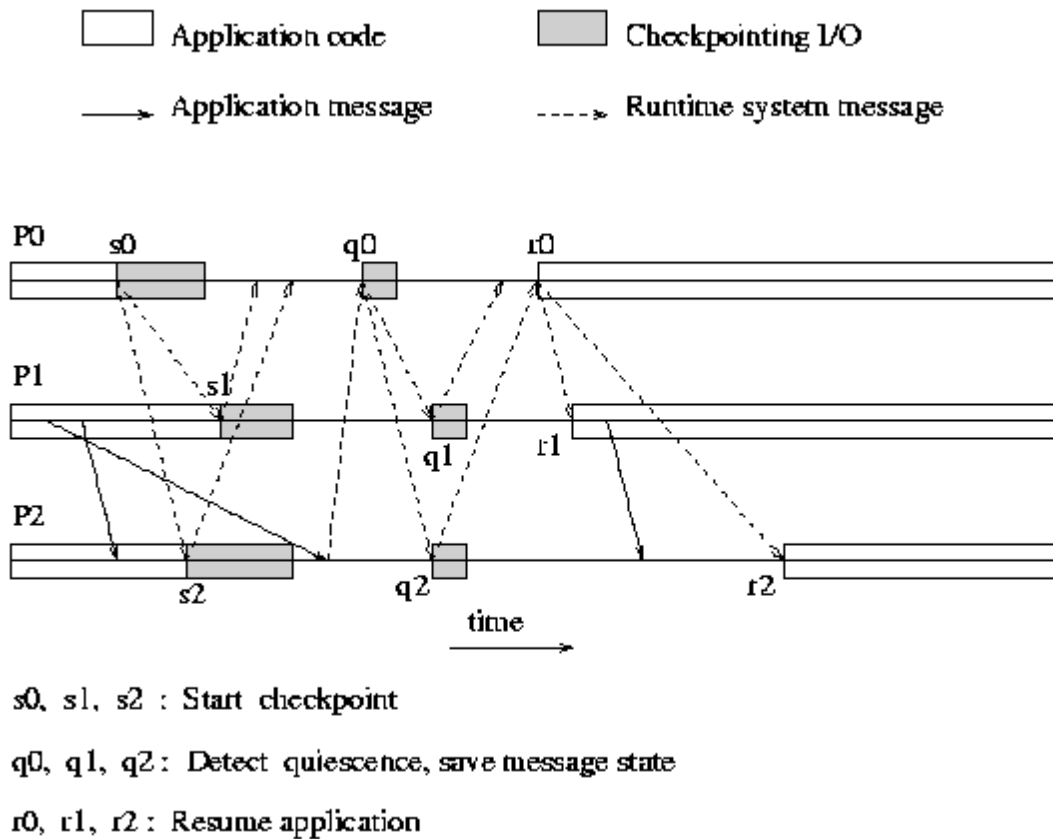 Application code
Checkpointing I/O
Application message
Runtime system message
P0
s0
q0
r0
P1
s1
q1
r1
P2
s2
q2
r2
time
s0, s1, s2 : Start checkpoint
q0, q1, q2 : Detect quiescence, save message state
r0, r1, r2 : Resume application